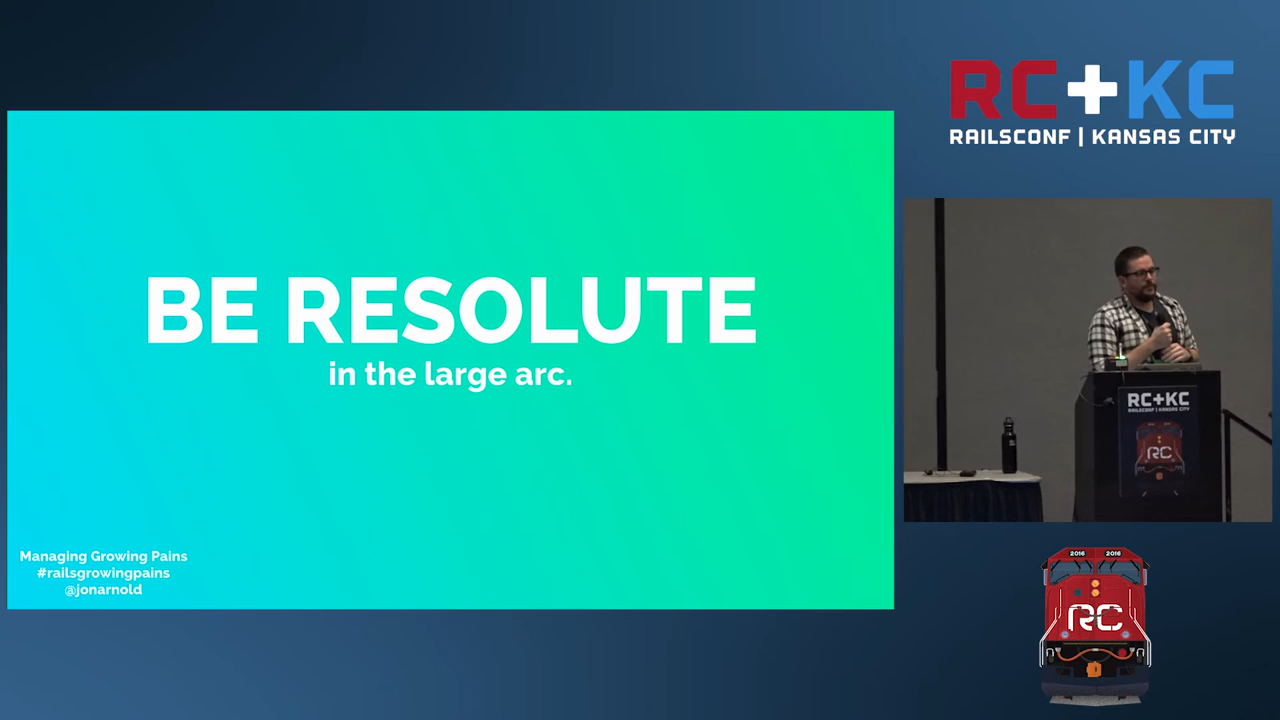 BE RESOLUTE
in the large arc.
Managing Growing Pains
#railsgrowingpains
@jonarnold
RC+KC
RAILSCONF | KANSAS CITY
RC+KC
RAILSCONF | KANSAS CITY
RC
2016 2016
RC